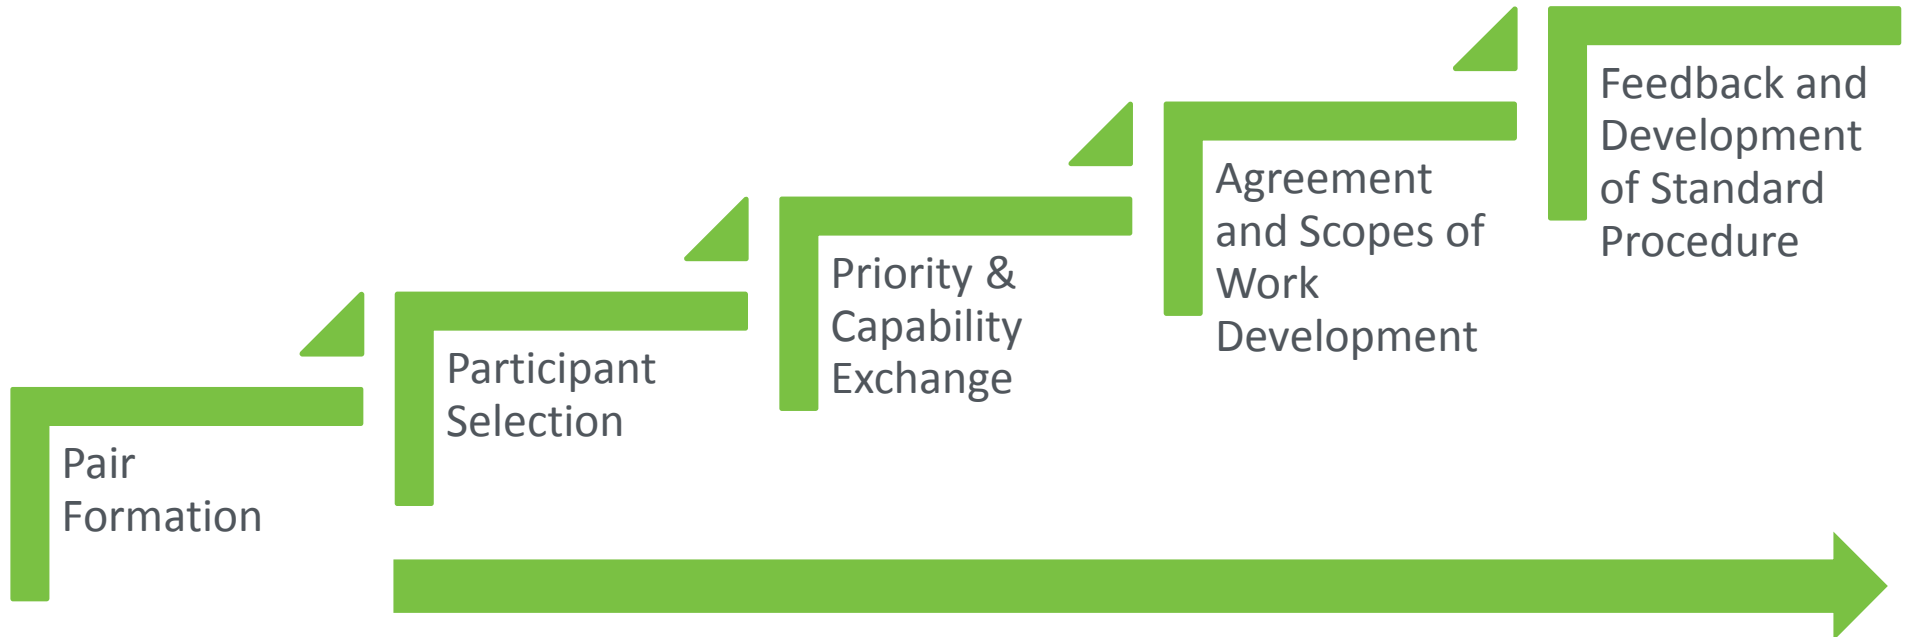 Pair
Formation
Participant
Selection
Priority &
Capability
Exchange
Agreement
and Scopes of
Work
Development
Feedback and
Development
of Standard
Procedure